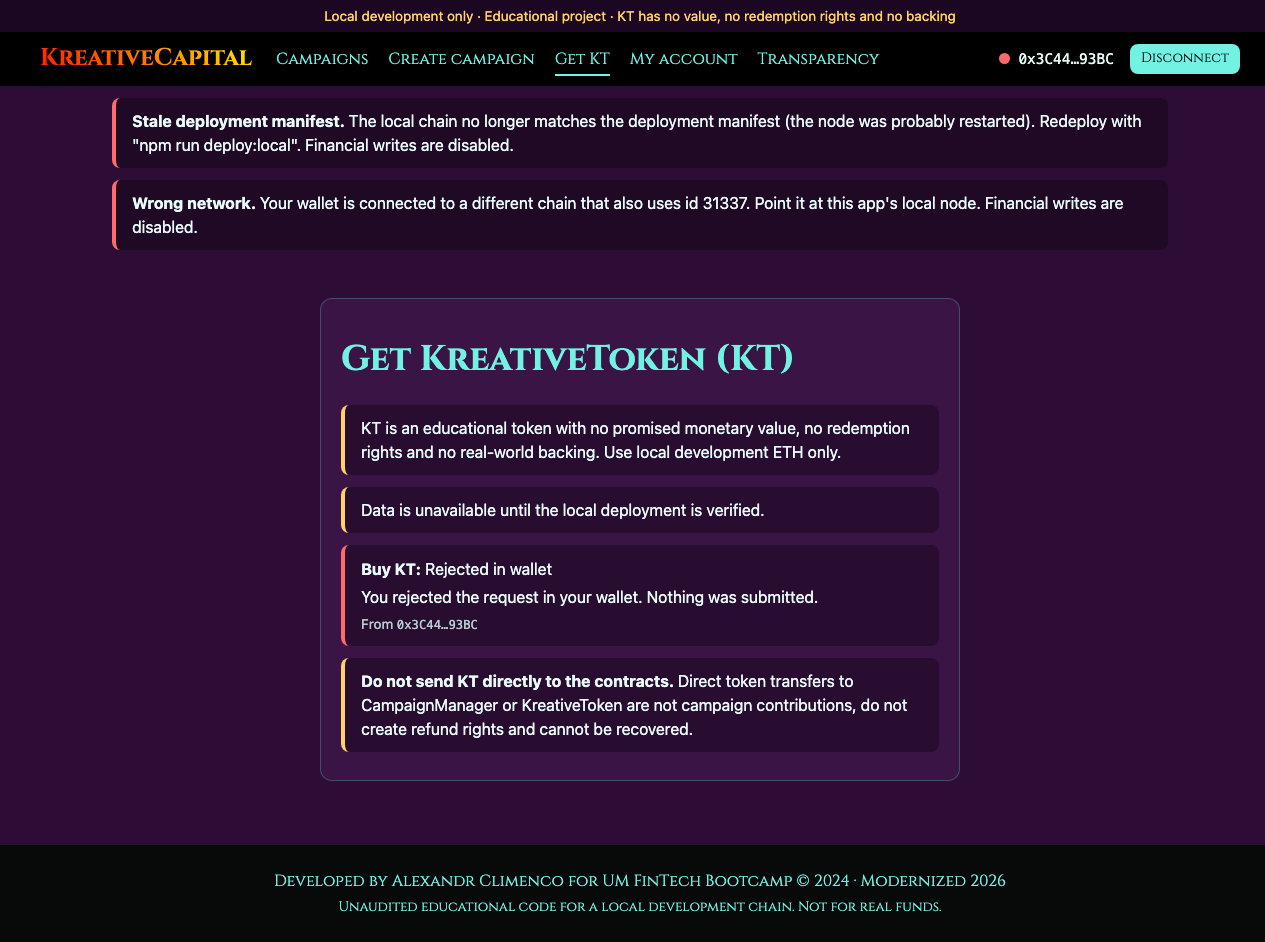 Local development only · Educational project · KT has no value, no redemption rights and no backing
KreativeCapital
Campaigns
Create campaign
Get KT
My account
Transparency
0x3C44…93BC
Disconnect
Stale deployment manifest. The local chain no longer matches the deployment manifest (the node was probably restarted). Redeploy with
"npm run deploy:local". Financial writes are disabled.
Wrong network. Your wallet is connected to a different chain that also uses id 31337. Point it at this app's local node. Financial writes are
disabled.
Get KreativeToken (KT)
KT is an educational token with no promised monetary value, no redemption
rights and no real-world backing. Use local development ETH only.
Data is unavailable until the local deployment is verified.
Buy KT: Rejected in wallet
You rejected the request in your wallet. Nothing was submitted.
From 0x3C44…93BC
Do not send KT directly to the contracts. Direct token transfers to
CampaignManager or KreativeToken are not campaign contributions, do not
create refund rights and cannot be recovered.
Developed by Alexandr Climenco for UM FinTech Bootcamp © 2024 · Modernized 2026
Unaudited educational code for a local development chain. Not for real funds.